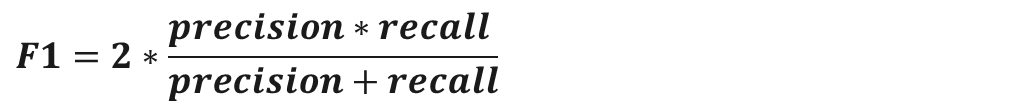 F1 = 2 * precision * recall
precision + recall